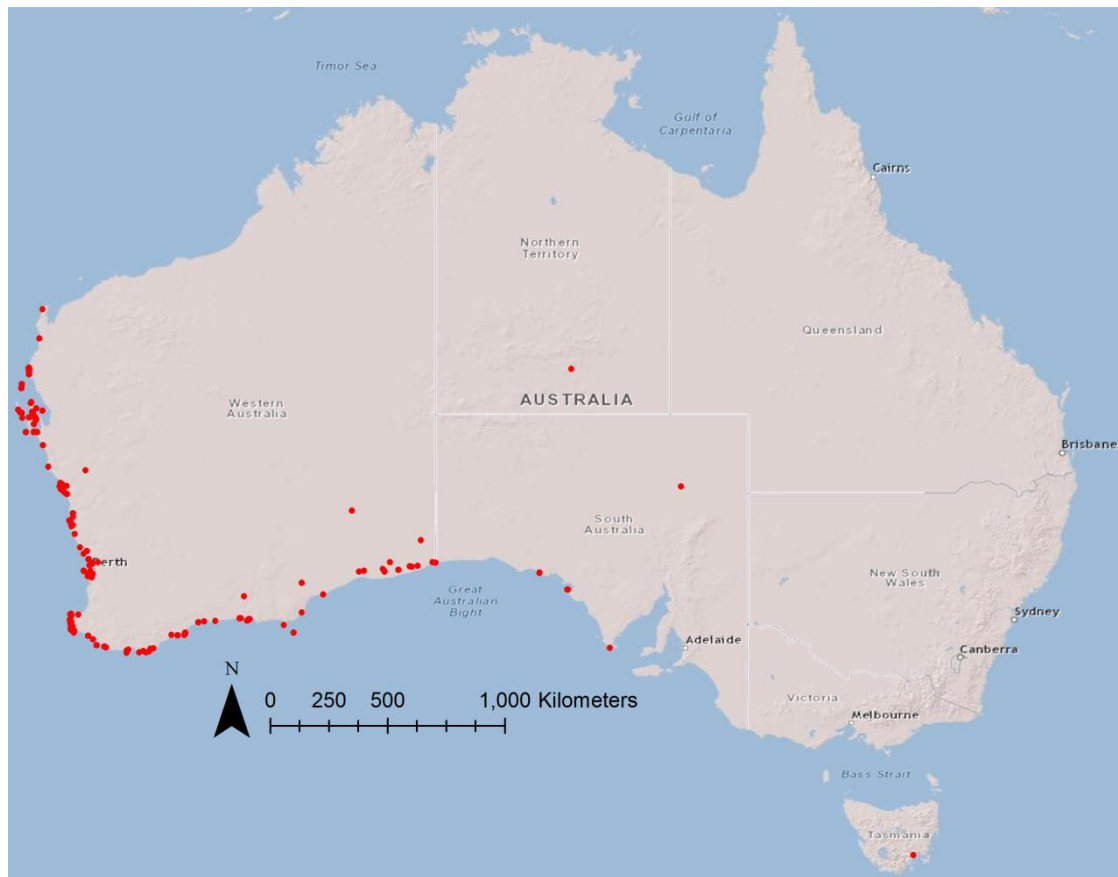 Timor Sea
Gulf of
Carpentaria
Cairns
Northern
Territory
Queensland
Western
Australia
AUSTRALIA
Brisbane
South
Australia
Perth
New South
Wales
Great
Australian
Bight
Sydney
Adelaide
Canberra
N
0 250 500 1,000 Kilometers
Victoria
Melbourne
Bass Strait
Tasmania